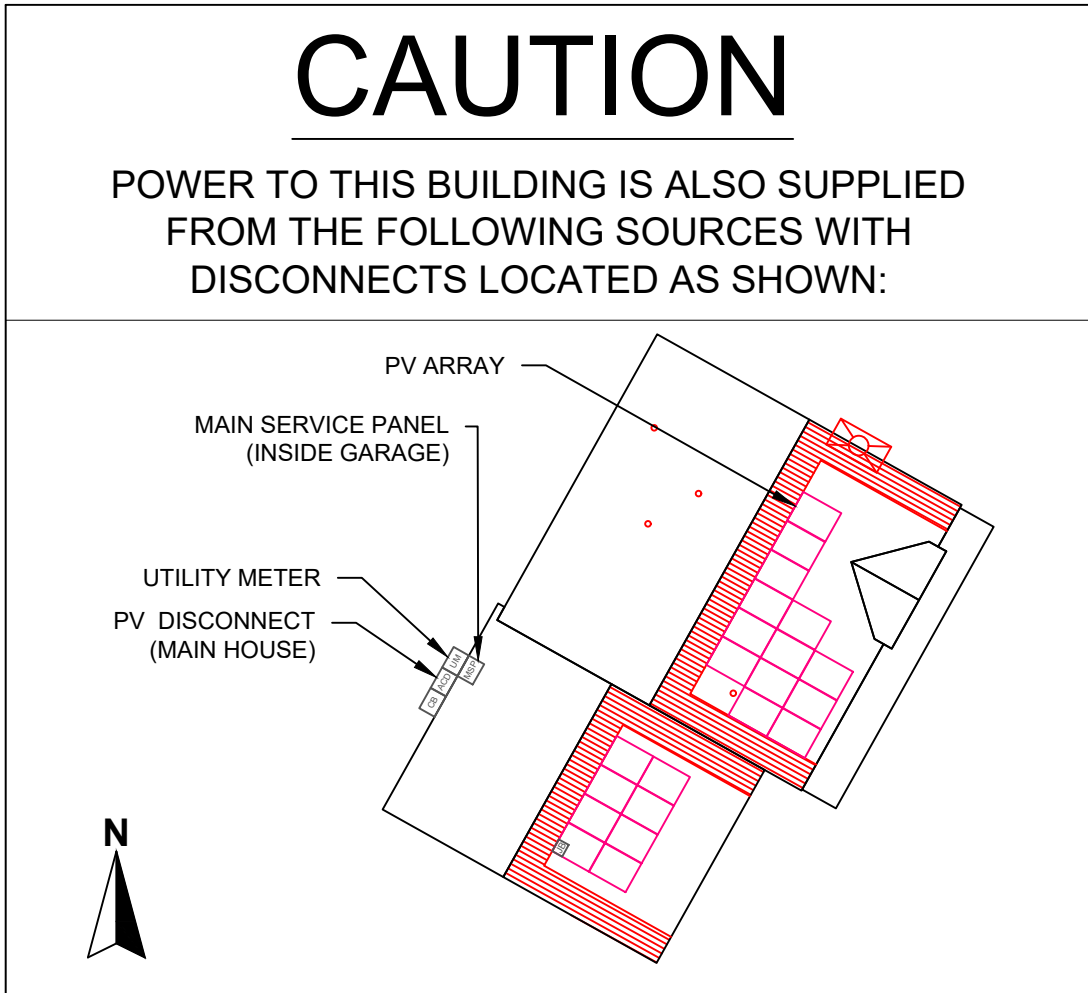 CAUTION
POWER TO THIS BUILDING IS ALSO SUPPLIED
FROM THE FOLLOWING SOURCES WITH
DISCONNECTS LOCATED AS SHOWN:
PV ARRAY
MAIN SERVICE PANEL
(INSIDE GARAGE)
UTILITY METER
PV DISCONNECT
(MAIN HOUSE)
UM
MSP
ACD
CB
JB
N